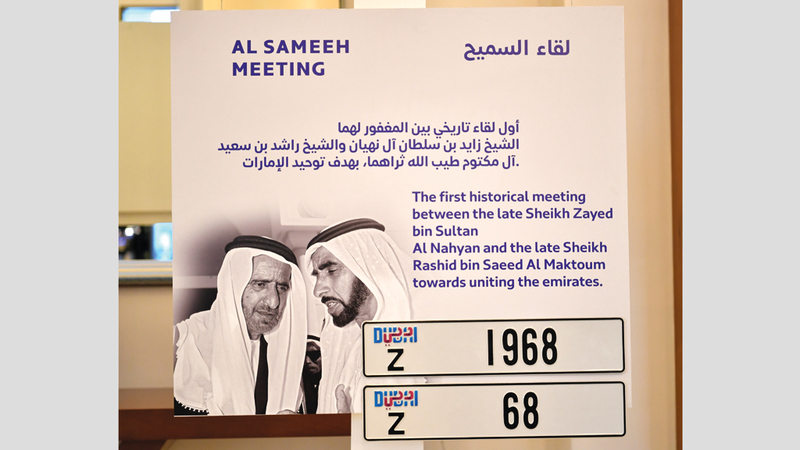 AL SAMEEH
MEETING
لقاء السميح
أول لقاء تاريخي بين المغفور لهما
الشيخ زايد بن سلطان آل نهيان والشيخ راشد بن سعيد
آل مكتوم طيب الله ثراهما، بهدف توحيد الإمارات.
The first historical meeting
between the late Sheikh Zayed
bin Sultan
Al Nahyan and the late Sheikh
Rashid bin Saeed Al Maktoum
towards uniting the emirates.
DUBAI
Z 1968
DUBAI
Z 68